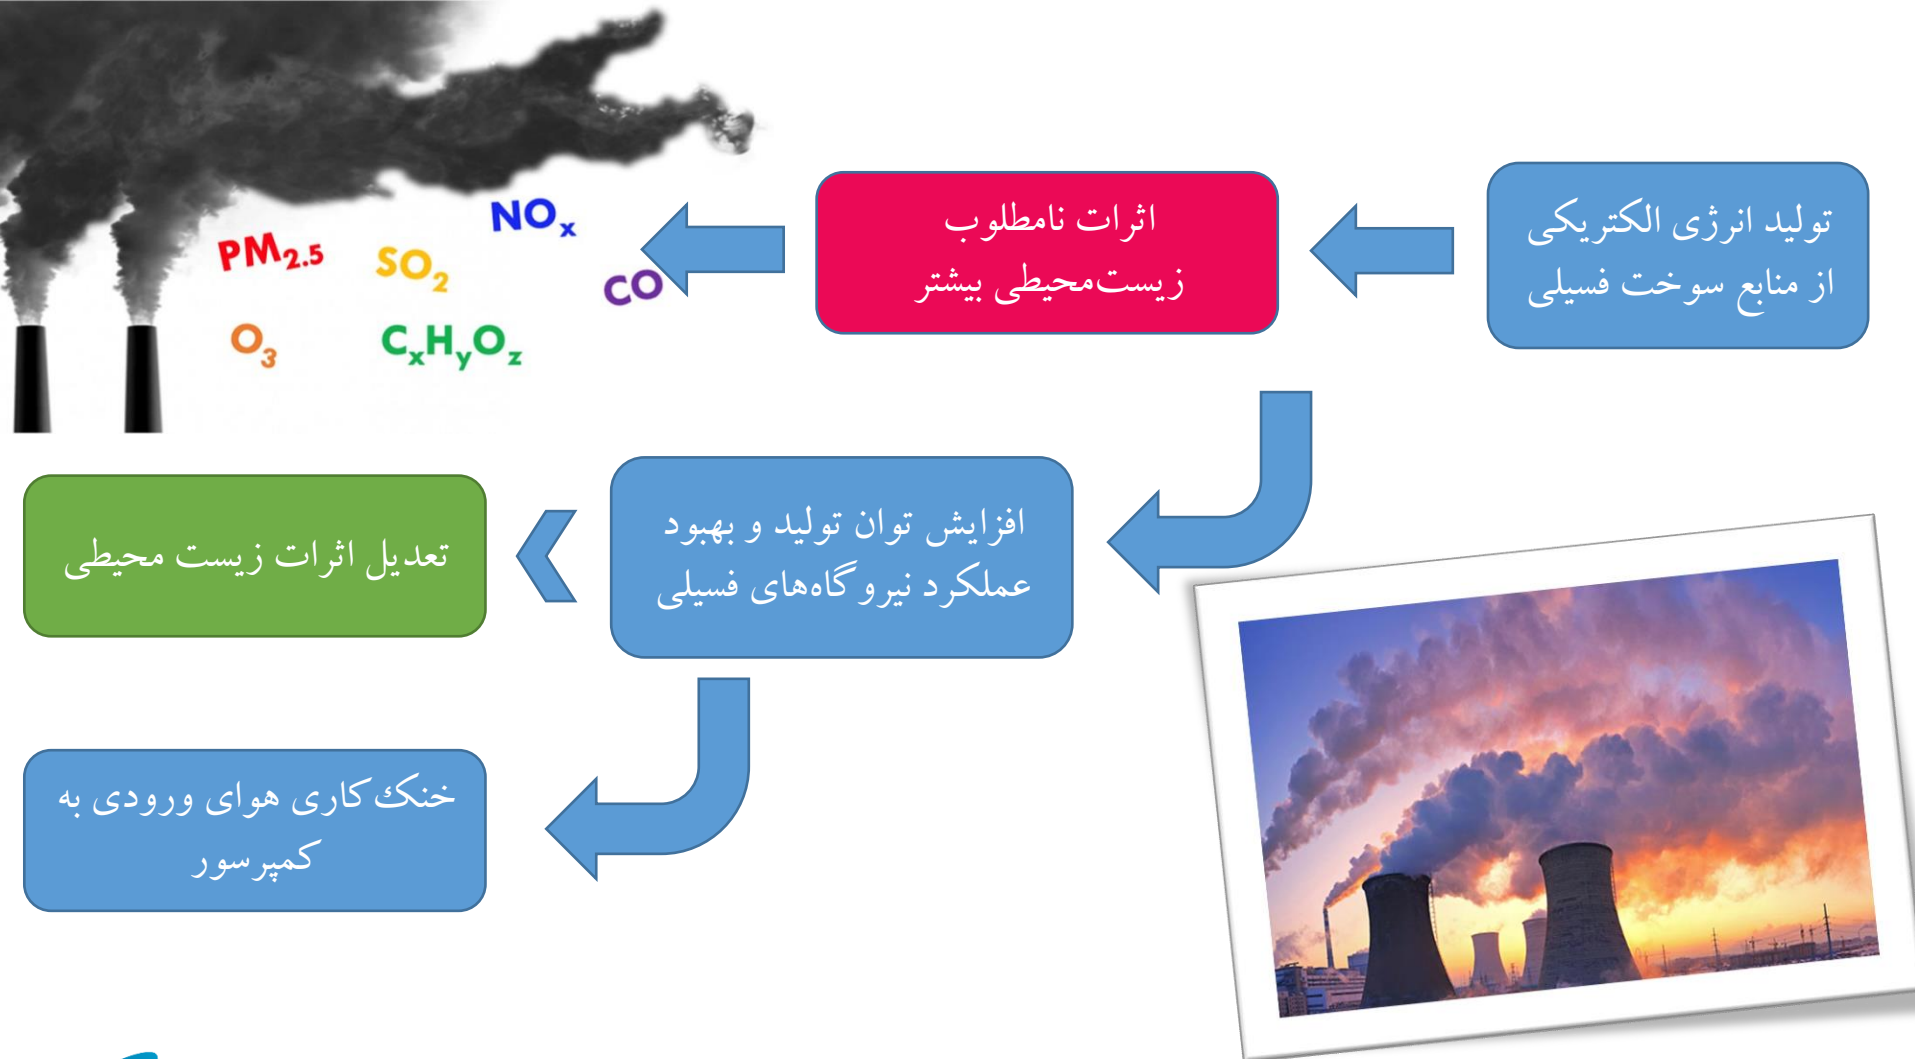 تولید انرژی الکتریکی
از منابع سوخت فسیلی
اثرات نامطلوب
زیست‌محیطی بیشتر
NOx
PM2.5
SO2
CO
O3
CxHyOz
افزایش توان تولید و بهبود
عملکرد نیروگاه‌های فسیلی
تعدیل اثرات زیست محیطی
خنک‌کاری هوای ورودی به
کمپرسور